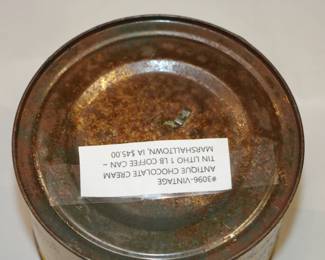 #3096-VINTAGE
ANTIQUE CHOCOLATE CREAM
TIN LITHO 1 LB COFFEE CAN ~
MARSHALLTOWN, IA $45.00